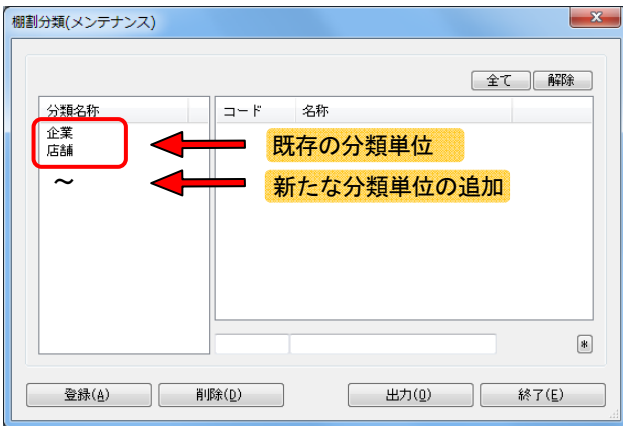 棚割分類(メンテナンス)
全て 解除
分類名称 コード 名称
企業
店舗
既存の分類単位
～ 新たな分類単位の追加
*
登録(A) 削除(D) 出力(O) 終了(E)